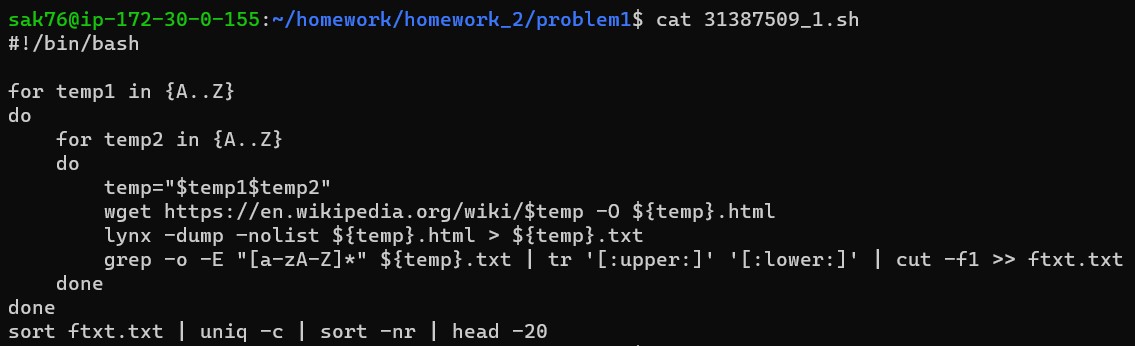 sak76@ip-172-30-0-155:~/homework/homework_2/problem1$ cat 31387509_1.sh
#!/bin/bash

for temp1 in {A..Z}
do
    for temp2 in {A..Z}
    do
        temp="$temp1$temp2"
        wget https://en.wikipedia.org/wiki/$temp -O ${temp}.html
        lynx -dump -nolist ${temp}.html > ${temp}.txt
        grep -o -E "[a-zA-Z]*" ${temp}.txt | tr '[:upper:]' '[:lower:]' | cut -f1 >> ftxt.txt
    done
done
sort ftxt.txt | uniq -c | sort -nr | head -20